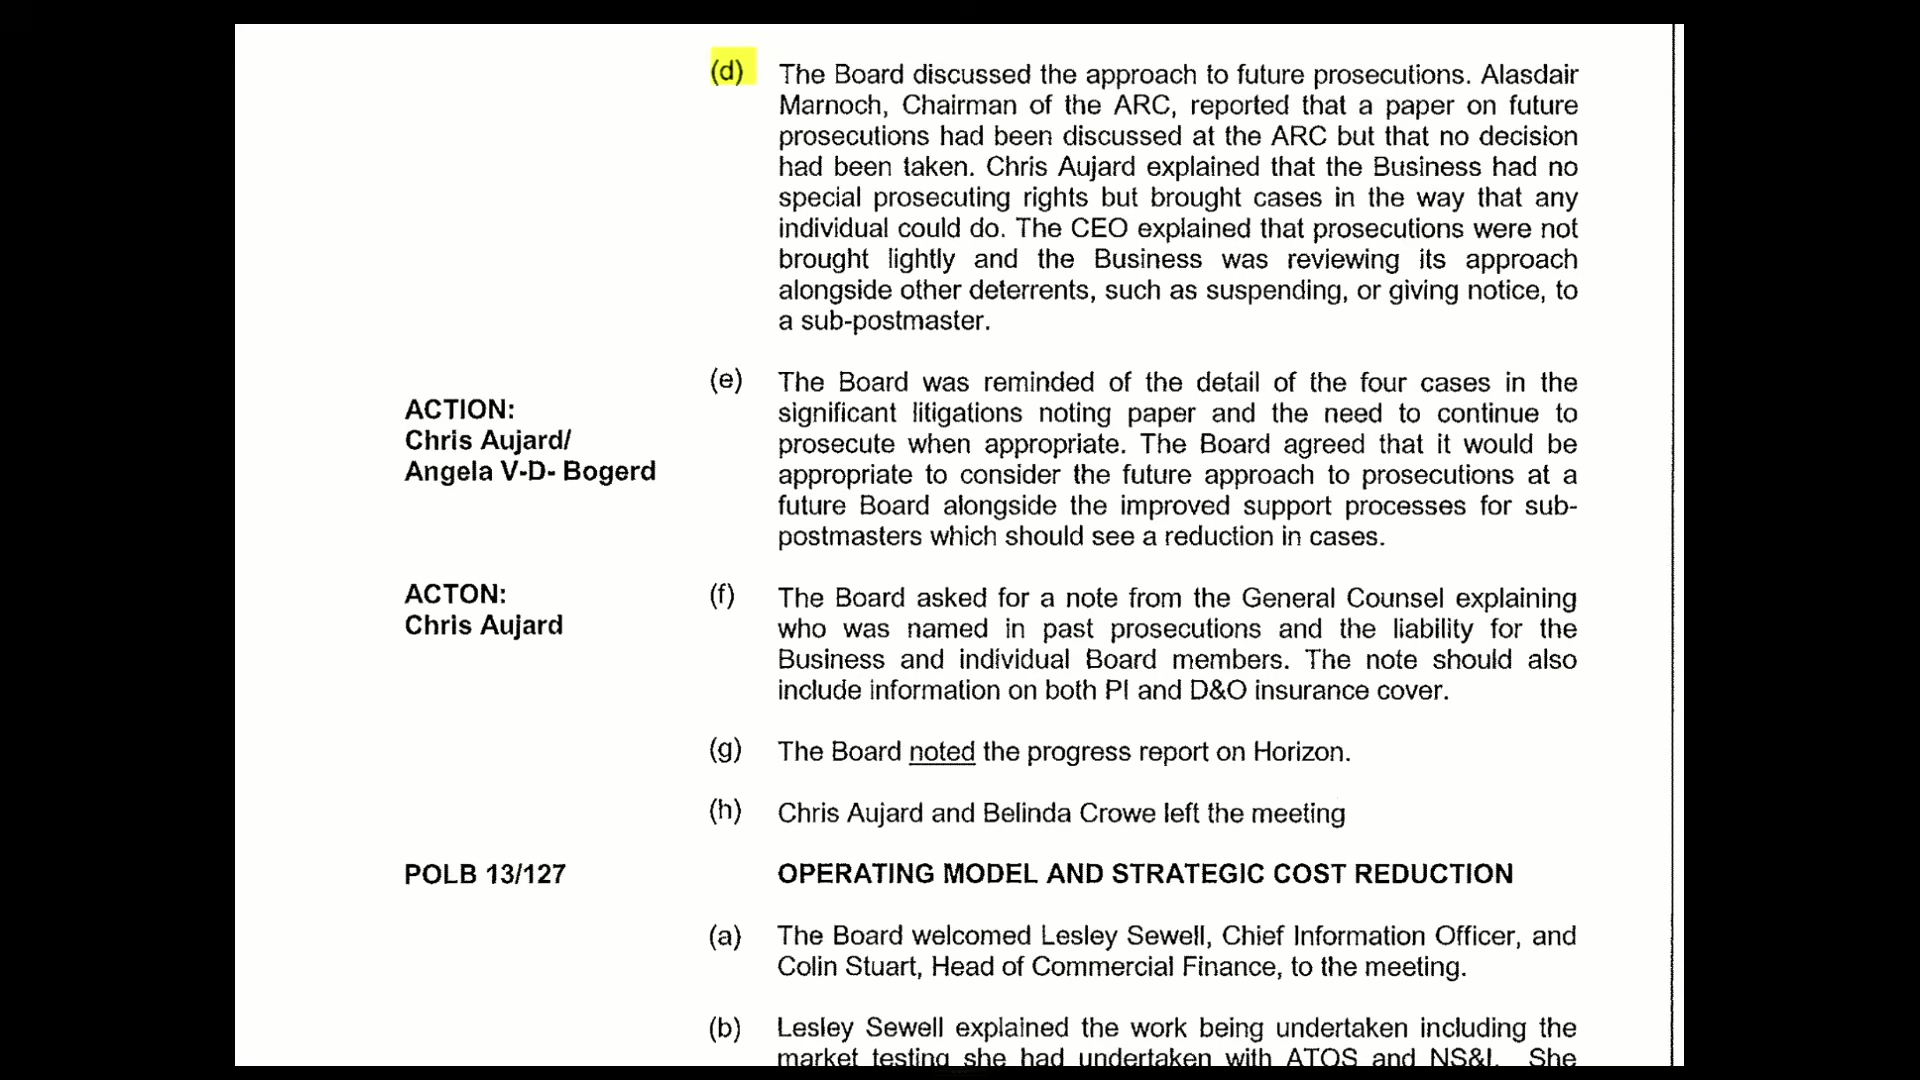 (d) The Board discussed the approach to future prosecutions. Alasdair
Marnoch, Chairman of the ARC, reported that a paper on future
prosecutions had been discussed at the ARC but that no decision
had been taken. Chris Aujard explained that the Business had no
special prosecuting rights but brought cases in the way that any
individual could do. The CEO explained that prosecutions were not
brought lightly and the Business was reviewing its approach
alongside other deterrents, such as suspending, or giving notice, to
a sub-postmaster.
ACTION:
Chris Aujard/
Angela V-D- Bogerd
(e) The Board was reminded of the detail of the four cases in the
significant litigations noting paper and the need to continue to
prosecute when appropriate. The Board agreed that it would be
appropriate to consider the future approach to prosecutions at a
future Board alongside the improved support processes for sub-
postmasters which should see a reduction in cases.
ACTON:
Chris Aujard
(f) The Board asked for a note from the General Counsel explaining
who was named in past prosecutions and the liability for the
Business and individual Board members. The note should also
include information on both PI and D&O insurance cover.
(g) The Board noted the progress report on Horizon.
(h) Chris Aujard and Belinda Crowe left the meeting
POLB 13/127 OPERATING MODEL AND STRATEGIC COST REDUCTION
(a) The Board welcomed Lesley Sewell, Chief Information Officer, and
Colin Stuart, Head of Commercial Finance, to the meeting.
(b) Lesley Sewell explained the work being undertaken including the
market testing she had undertaken with ATOS and NS&I. She